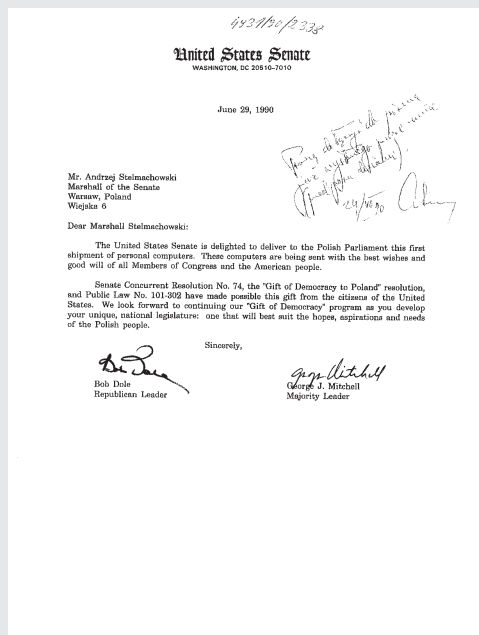 4431/90/2338
United States Senate
WASHINGTON, DC 20510-7010
June 29, 1990
Mr. Andrzej Stelmachowski
Marshall of the Senate
Warsaw, Poland
Wiejska 6
Dear Marshall Stelmachowski:
The United States Senate is delighted to deliver to the Polish Parliament this first
shipment of personal computers. These computers are being sent with the best wishes and
good will of all Members of Congress and the American people.
Senate Concurrent Resolution No. 74, the "Gift of Democracy to Poland" resolution,
and Public Law No. 101-302 have made possible this gift from the citizens of the United
States. We look forward to continuing our "Gift of Democracy" program as you develop
your unique, national legislature: one that will best suit the hopes, aspirations and needs
of the Polish people.
Sincerely,
Bob Dole
Republican Leader
George J. Mitchell
Majority Leader